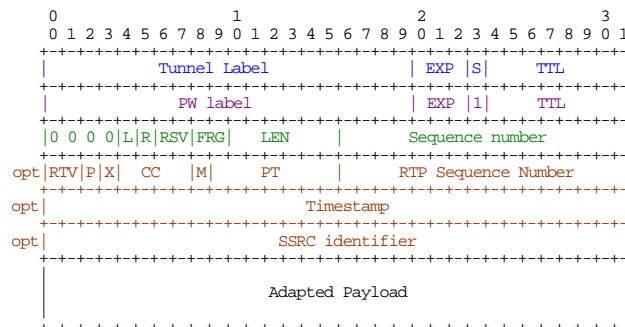 0 1 2 3
0 1 2 3 4 5 6 7 8 9 0 1 2 3 4 5 6 7 8 9 0 1 2 3 4 5 6 7 8 9 0 1
+-+-+-+-+-+-+-+-+-+-+-+-+-+-+-+-+-+-+-+-+-+-+-+-+-+-+-+-+-+-+-+-+
| Tunnel Label | EXP |S| TTL
+-+-+-+-+-+-+-+-+-+-+-+-+-+-+-+-+-+-+-+-+-+-+-+-+-+-+-+-+-+-+-+-+
| PW label | EXP |1| TTL
+-+-+-+-+-+-+-+-+-+-+-+-+-+-+-+-+-+-+-+-+-+-+-+-+-+-+-+-+-+-+-+-+
|0 0 0 0|L|R|RSV|FRG| LEN | Sequence number
+-+-+-+-+-+-+-+-+-+-+-+-+-+-+-+-+-+-+-+-+-+-+-+-+-+-+-+-+-+-+-+-+
opt|RTV|P|X| CC |M| PT | RTP Sequence Number
+-+-+-+-+-+-+-+-+-+-+-+-+-+-+-+-+-+-+-+-+-+-+-+-+-+-+-+-+-+-+-+-+
opt| Timestamp
+-+-+-+-+-+-+-+-+-+-+-+-+-+-+-+-+-+-+-+-+-+-+-+-+-+-+-+-+-+-+-+-+
opt| SSRC identifier
+-+-+-+-+-+-+-+-+-+-+-+-+-+-+-+-+-+-+-+-+-+-+-+-+-+-+-+-+-+-+-+-+
| Adapted Payload
+-+-+-+-+-+-+-+-+-+-+-+-+-+-+-+-+-+-+-+-+-+-+-+-+-+-+-+-+-+-+-+-+